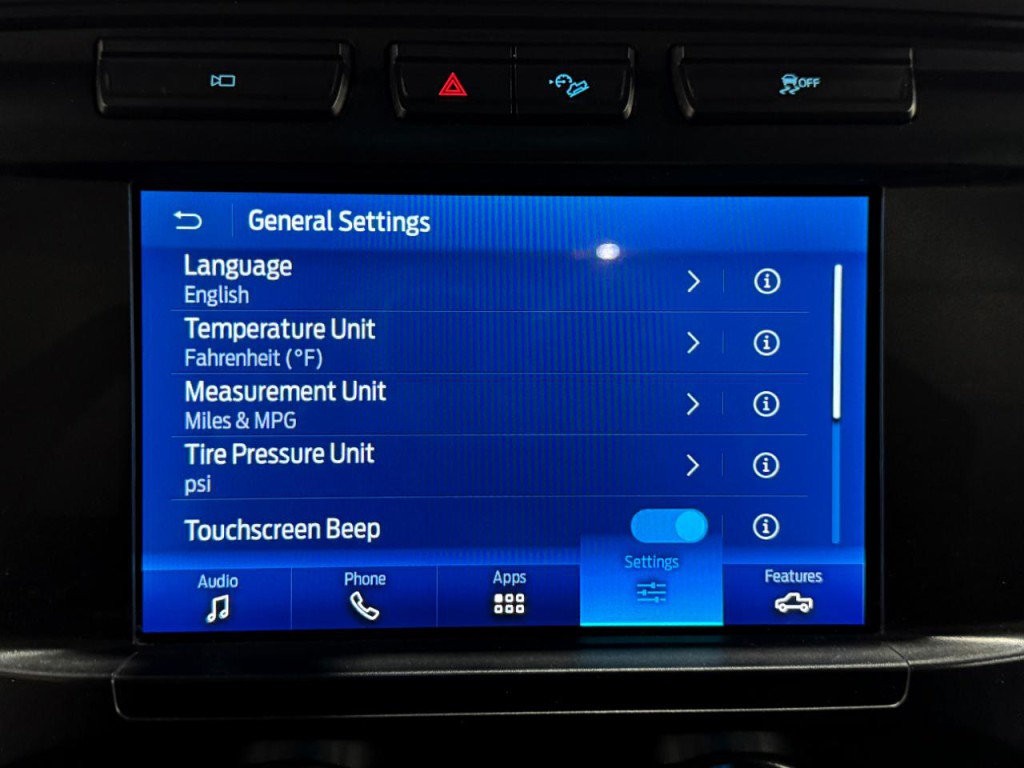 OFF
General Settings
Language
English
Temperature Unit
Fahrenheit (°F)
Measurement Unit
Miles & MPG
Tire Pressure Unit
psi
Touchscreen Beep
Audio
Phone
Apps
Settings
Features